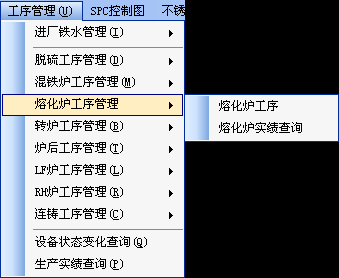 工序管理(U) SPC控制图 不锈
进厂铁水管理(I)
脱硫炉工序管理(D)
混铁炉工序管理(M)
熔化炉工序管理
熔化炉工序
转炉工序管理(B)
熔化炉实绩查询
炉后工序管理(T)
LF炉工序管理(L)
RH炉工序管理(R)
连铸工序管理(C)
设备状态变化查询(Q)
生产实绩查询(P)